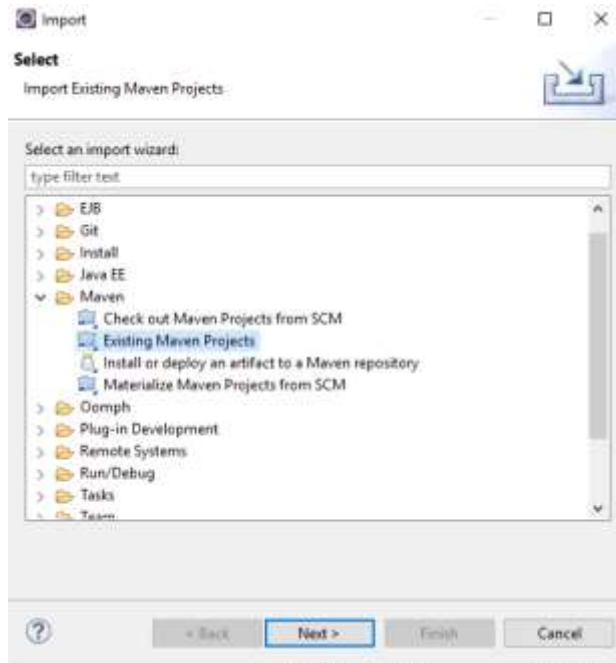 Import
Select
Import Existing Maven Projects
Select an import wizard:
type filter text
EJB
Git
Install
Java EE
Maven
Check out Maven Projects from SCM
Existing Maven Projects
Install or deploy an artifact to a Maven repository
Materialize Maven Projects from SCM
Oomph
Plug-in Development
Remote Systems
Run/Debug
Tasks
Team
?
< Back Next > Finish Cancel